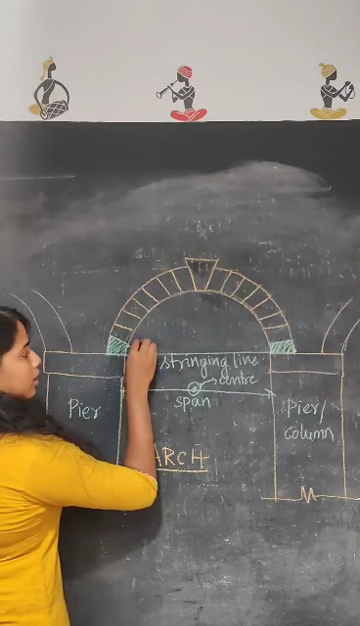 stringing line
centre
span
Pier
Pier/
column
ARCH